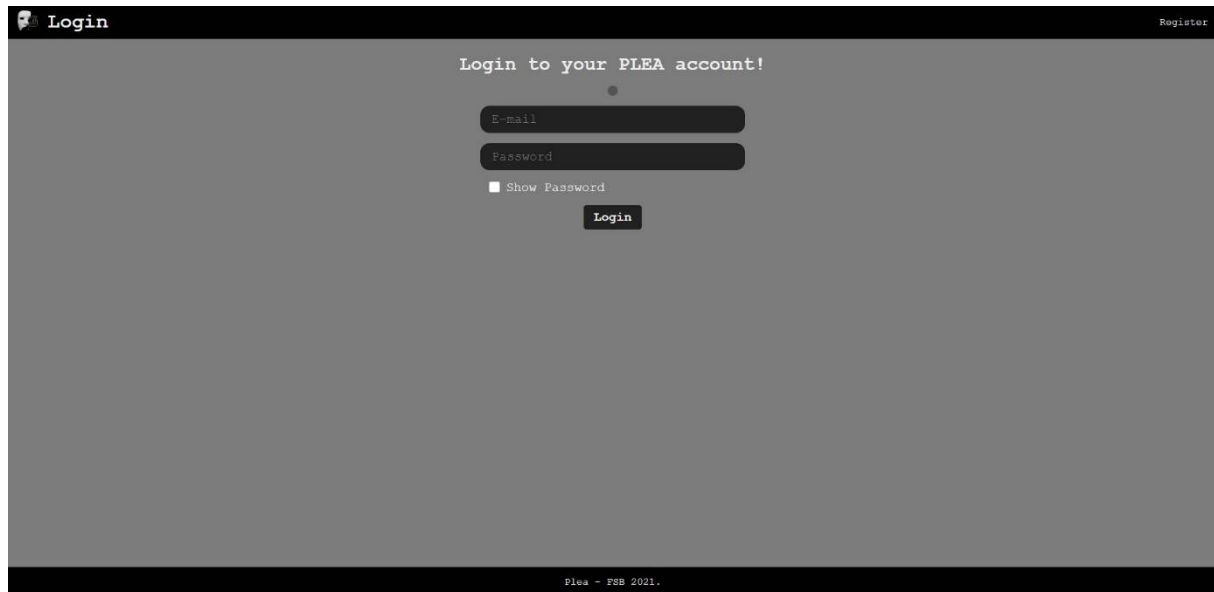 Login
Register
Login to your PLEA account!
E-mail
Password
Show Password
Login
Plea - FSB 2021.